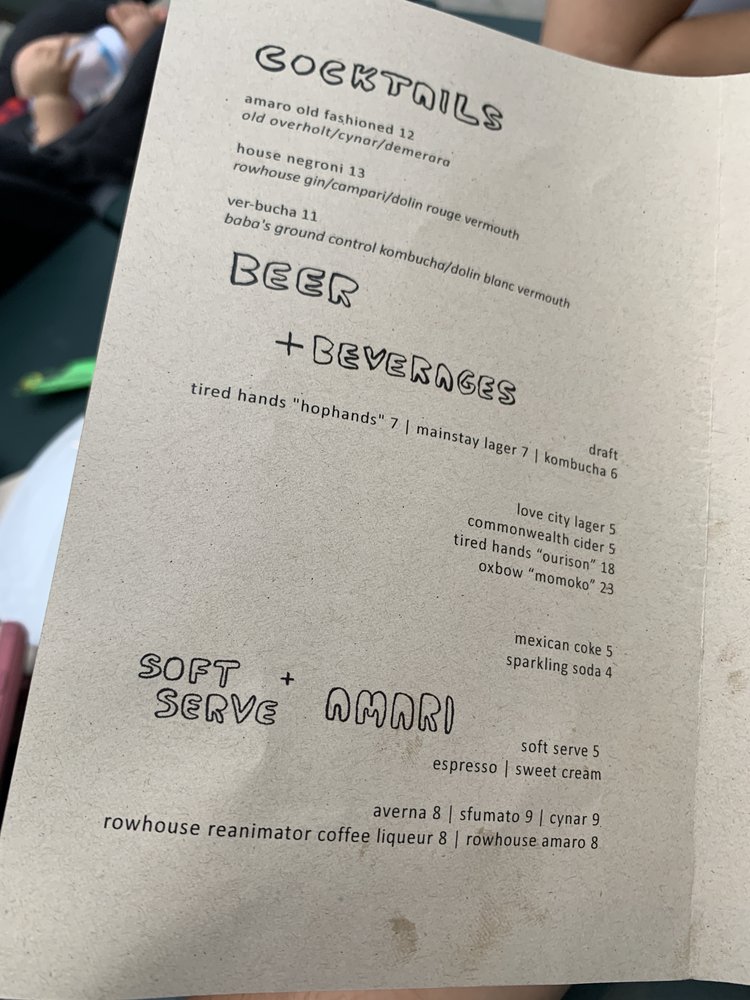 COCKTAILS
amaro old fashioned 12
old overholt/cynar/demerara
house negroni 13
rowhouse gin/campari/dolin rouge vermouth
ver-bucha 11
baba's ground control kombucha/dolin blanc vermouth
BEER
+ BEVERAGES
draft
tired hands "hophands" 7 | mainstay lager 7 | kombucha 6
love city lager 5
commonwealth cider 5
tired hands “ourison” 18
oxbow “momoko” 23
mexican coke 5
sparkling soda 4
SOFT + AMARI
SERVE
soft serve 5
espresso | sweet cream
averna 8 | sfumato 9 | cynar 9
rowhouse reanimator coffee liqueur 8 | rowhouse amaro 8